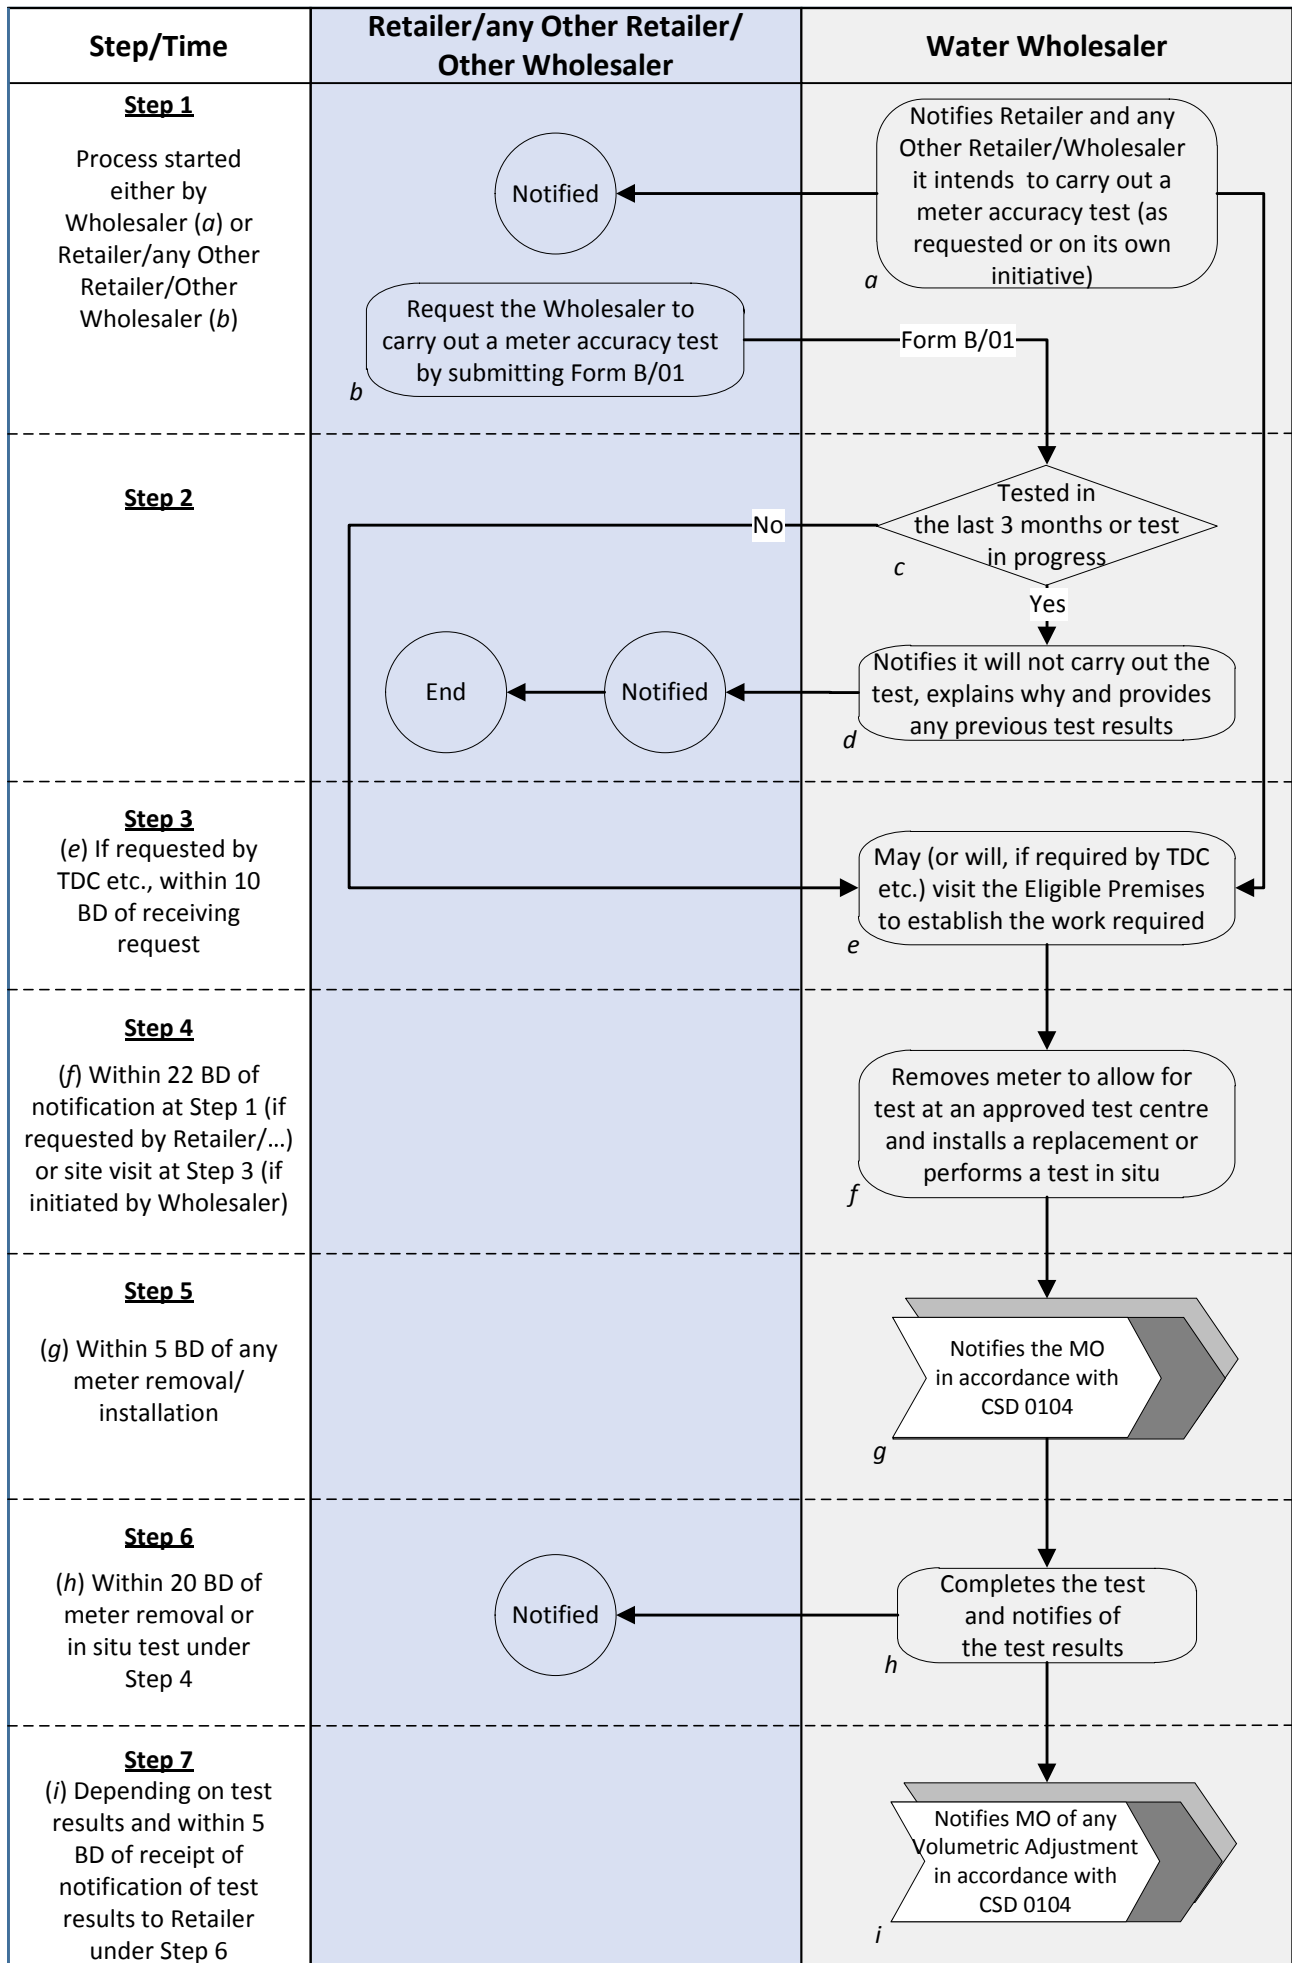 Step/Time
Retailer/any Other Retailer/
Other Wholesaler
Water Wholesaler
Step 1
Process started
either by
Wholesaler (a) or
Retailer/any Other
Retailer/Other
Wholesaler (b)
Notified
Notifies Retailer and any
Other Retailer/Wholesaler
it intends to carry out a
meter accuracy test (as
requested or on its own
initiative)
a
Request the Wholesaler to
carry out a meter accuracy test
by submitting Form B/01
b
Form B/01
Step 2
Tested in
the last 3 months or test
in progress
c
No
Yes
Notifies it will not carry out the
test, explains why and provides
any previous test results
d
Notified
End
Step 3
(e) If requested by
TDC etc., within 10
BD of receiving
request
May (or will, if required by TDC
etc.) visit the Eligible Premises
to establish the work required
e
Step 4
(f) Within 22 BD of
notification at Step 1 (if
requested by Retailer/...)
or site visit at Step 3 (if
initiated by Wholesaler)
Removes meter to allow for
test at an approved test centre
and installs a replacement or
performs a test in situ
f
Step 5
(g) Within 5 BD of any
meter removal/
installation
Notifies the MO
in accordance with
CSD 0104
g
Step 6
(h) Within 20 BD of
meter removal or
in situ test under
Step 4
Notified
Completes the test
and notifies of
the test results
h
Step 7
(i) Depending on test
results and within 5
BD of receipt of
notification of test
results to Retailer
under Step 6
Notifies MO of any
Volumetric Adjustment
in accordance with
CSD 0104
i